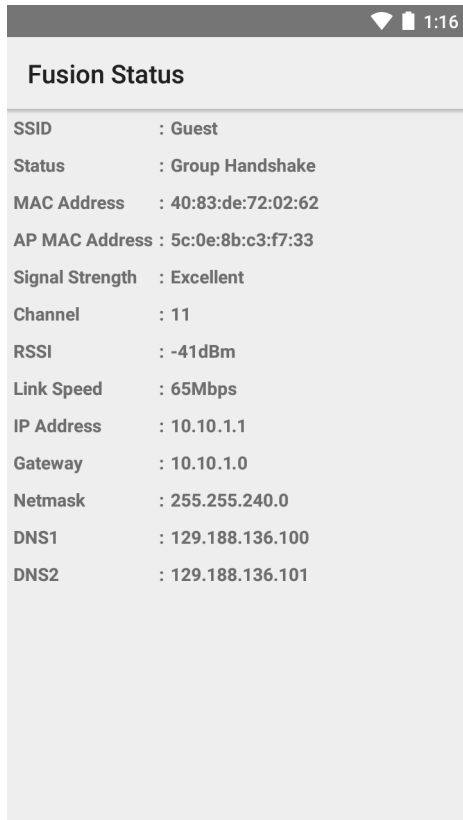 1:16
Fusion Status
SSID : Guest
Status : Group Handshake
MAC Address : 40:83:de:72:02:62
AP MAC Address : 5c:0e:8b:c3:f7:33
Signal Strength : Excellent
Channel : 11
RSSI : -41dBm
Link Speed : 65Mbps
IP Address : 10.10.1.1
Gateway : 10.10.1.0
Netmask : 255.255.240.0
DNS1 : 129.188.136.100
DNS2 : 129.188.136.101